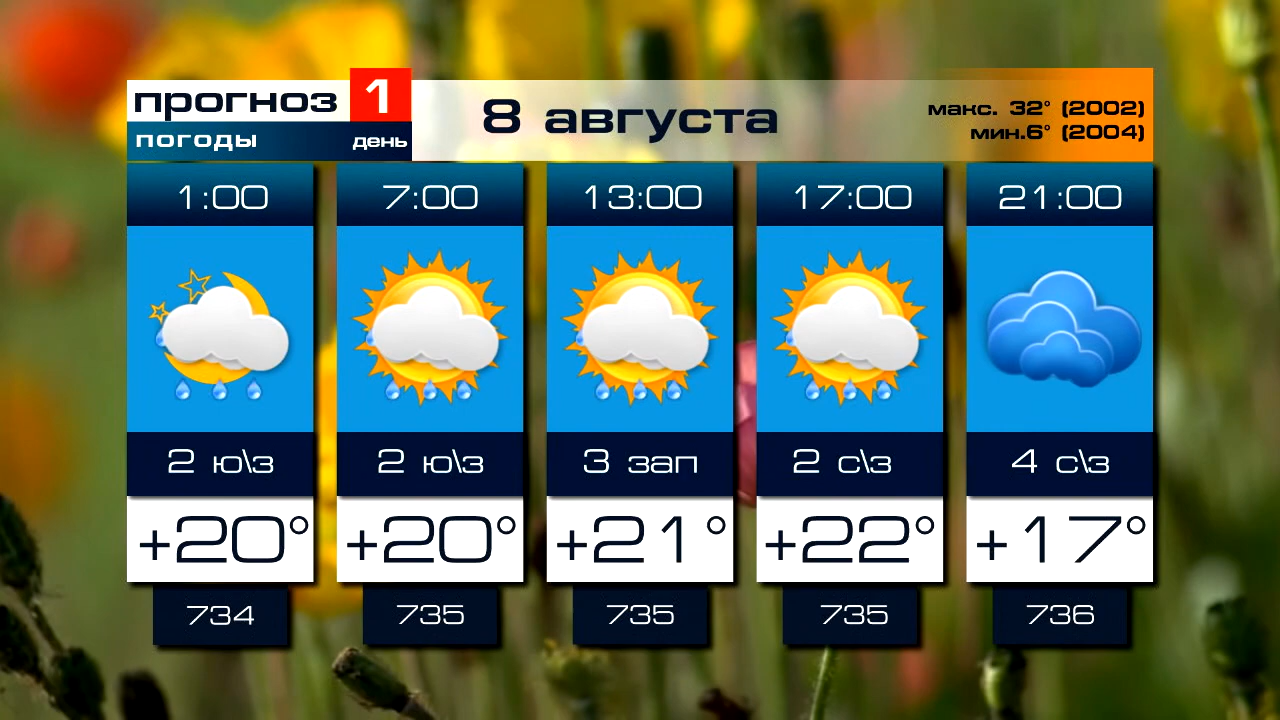 прогноз 1
погоды день
8 августа
макс. 32° (2002)
мин.6° (2004)
1:00 7:00 13:00 17:00 21:00
2 ю\з 2 ю\з 3 зап 2 с\з 4 с\з
+20° +20° +21° +22° +17°
734 735 735 735 736